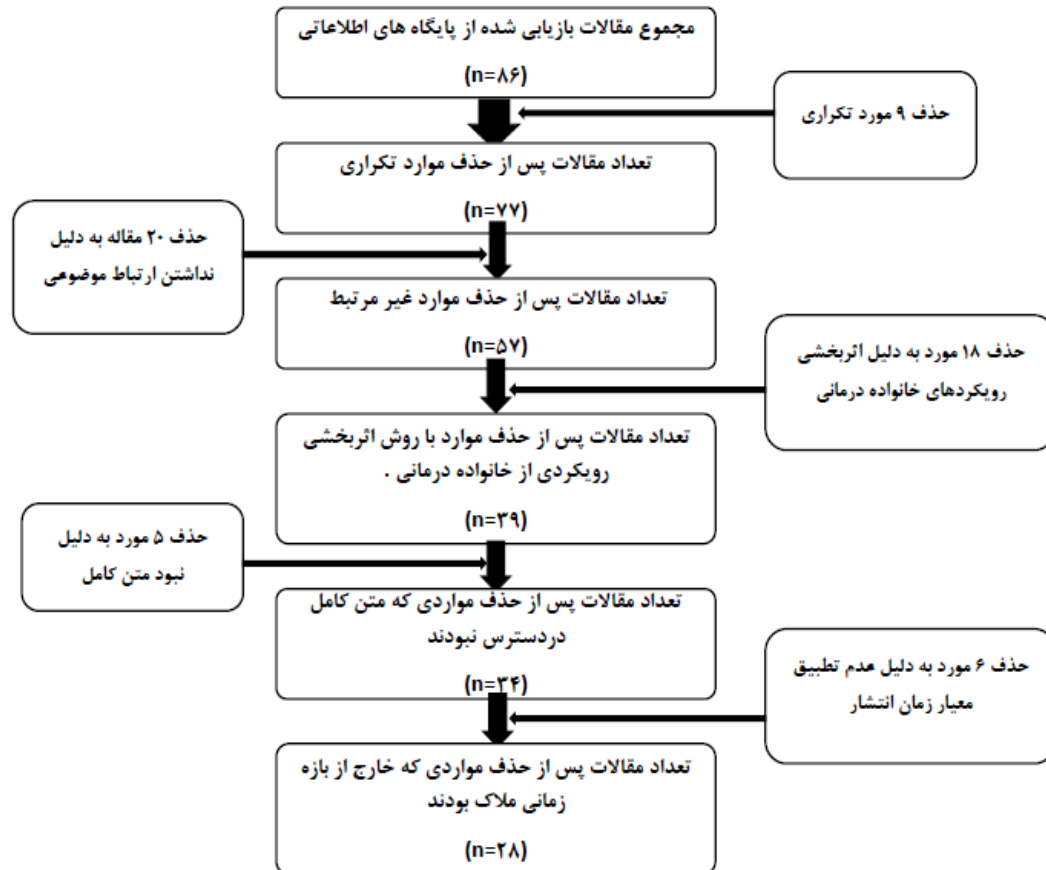 مجموع مقالات بازیابی شده از پایگاه های اطلاعاتی
(n=۸۶)
حذف ۹ مورد تکراری
تعداد مقالات پس از حذف موارد تکراری
(n=۷۷)
حذف ۲۰ مقاله به دلیل
نداشتن ارتباط موضوعی
تعداد مقالات پس از حذف موارد غیر مرتبط
(n=۵۷)
حذف ۱۸ مورد به دلیل اثربخشی
رویکردهای خانواده درمانی
تعداد مقالات پس از حذف موارد با روش اثربخشی
رویکردی از خانواده درمانی .
(n=۳۹)
حذف ۵ مورد به دلیل
نبود متن کامل
تعداد مقالات پس از حذف مواردی که متن کامل
دردسترس نبودند
(n=۳۴)
حذف ۶ مورد به دلیل عدم تطبیق
معیار زمان انتشار
تعداد مقالات پس از حذف مواردی که خارج از بازه
زمانی ملاک بودند
(n=۲۸)